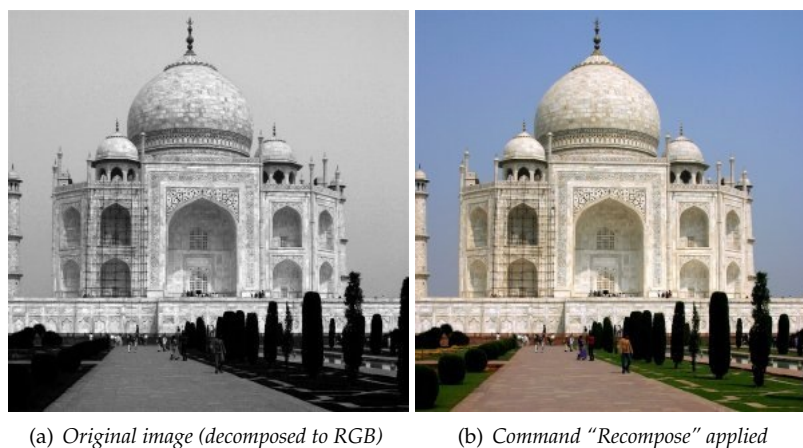 (a) Original image (decomposed to RGB)
(b) Command “Recompose” applied